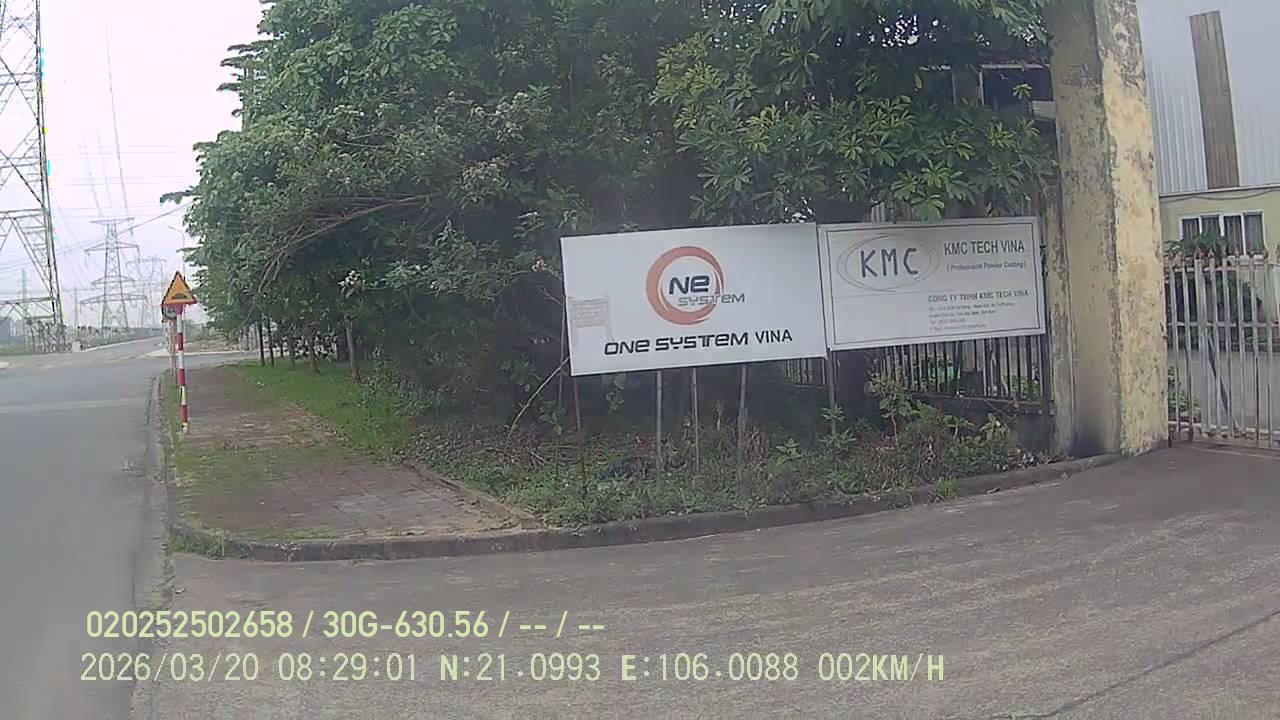 NE
SYSTEM
ONE SYSTEM VINA
KMC
KMC TECH VINA
( Professional Powder Coating )
CÔNG TY TNHH KMC TECH VINA
020252502658 / 30G-630.56 / -- / --
2026/03/20 08:29:01 N:21.0993 E:106.0088 002KM/H